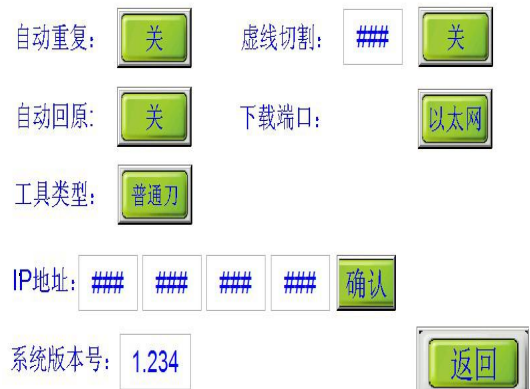 自动重复: 关 虚线切割: ### 关
自动回原: 关 下载端口: 以太网
工具类型: 普通刀
IP地址: ### ### ### ### 确认
系统版本号: 1.234 返回